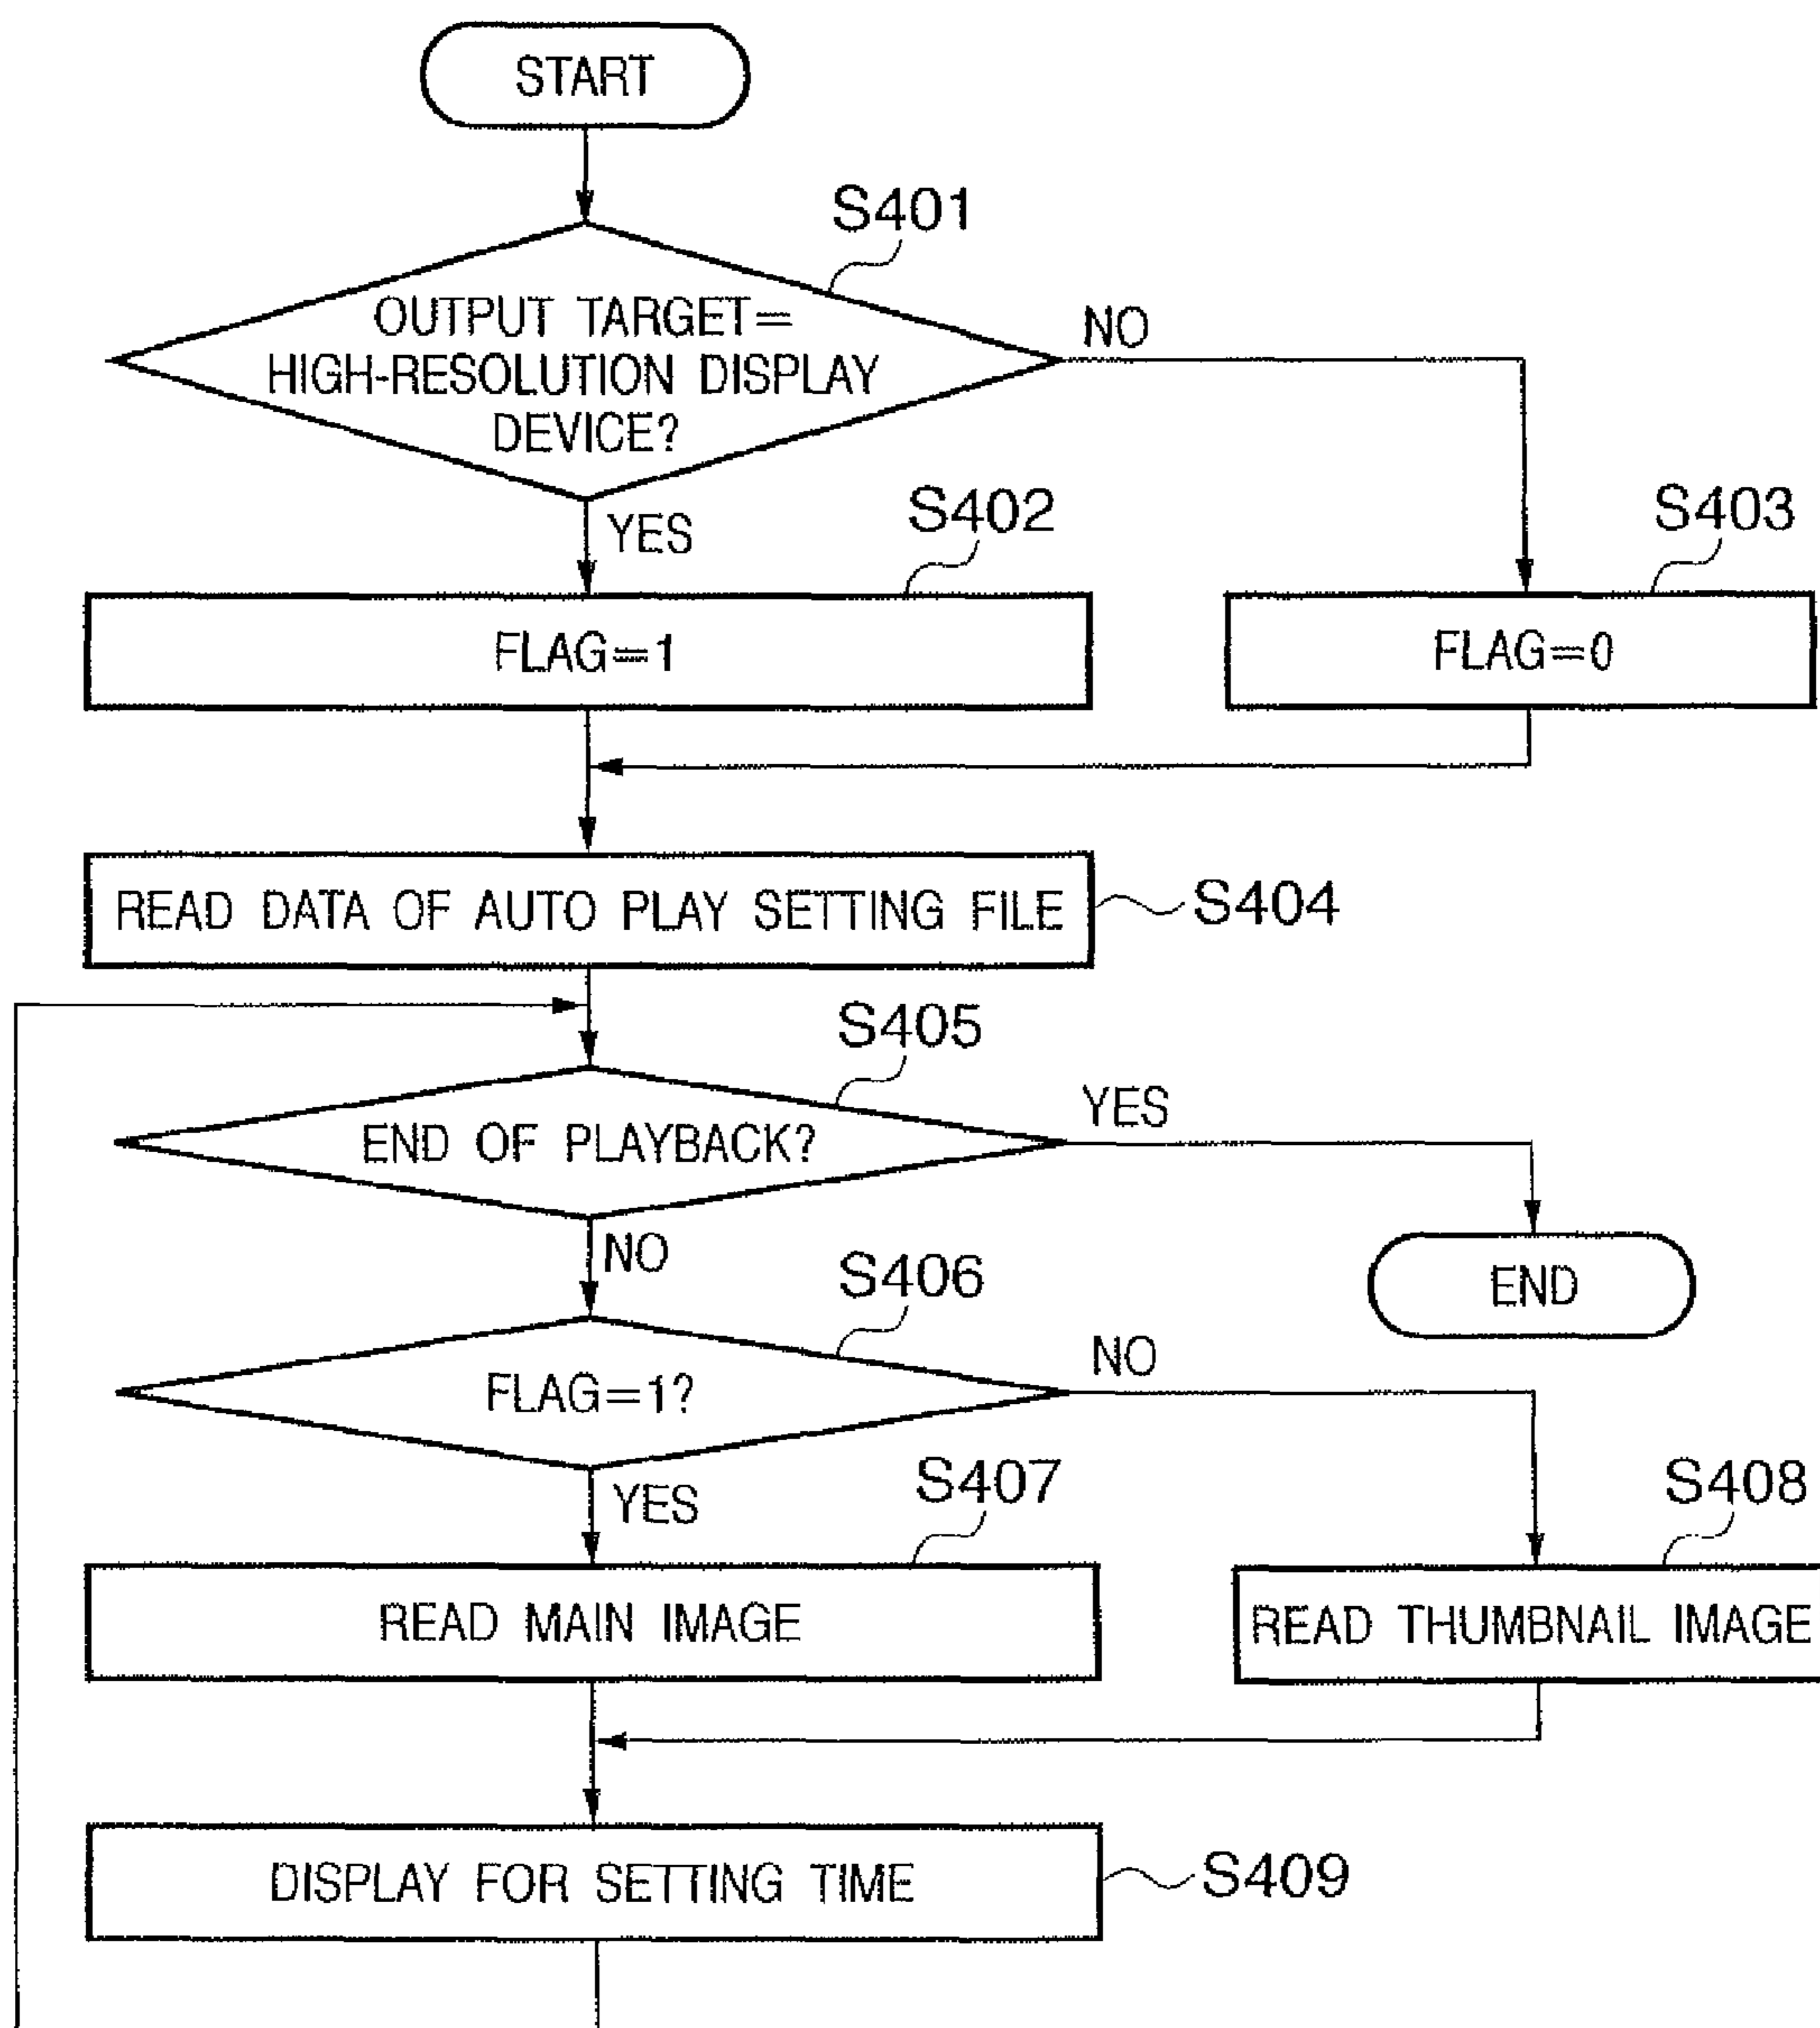 START
S401
OUTPUT TARGET=
HIGH-RESOLUTION DISPLAY
DEVICE?
NO
YES
S402
S403
FLAG=1
FLAG=0
READ DATA OF AUTO PLAY SETTING FILE
S404
S405
END OF PLAYBACK?
YES
NO
END
S406
FLAG=1?
NO
YES
S407
S408
READ MAIN IMAGE
READ THUMBNAIL IMAGE
DISPLAY FOR SETTING TIME
S409